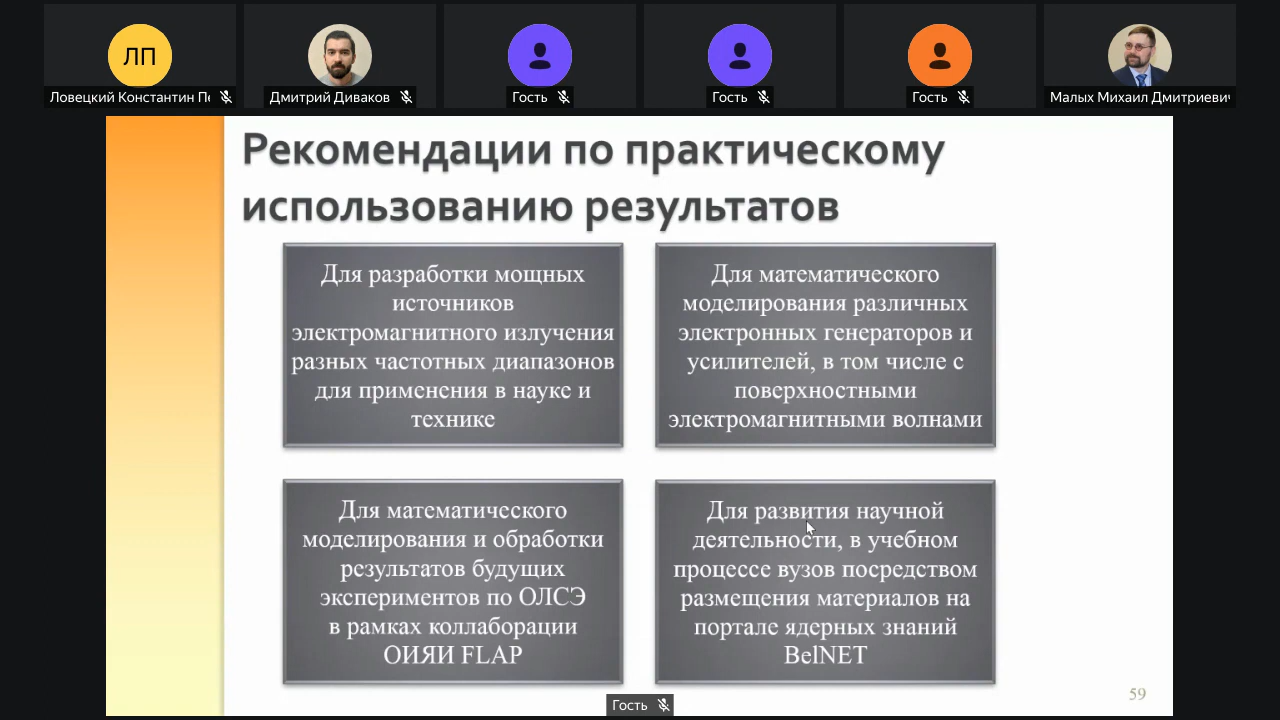 ЛП
Ловецкий Константин Пе
Дмитрий Диваков
Гость
Гость
Гость
Малых Михаил Дмитриевич
Рекомендации по практическому
использованию результатов
Для разработки мощных
источников
электромагнитного излучения
разных частотных диапазонов
для применения в науке и
технике
Для математического
моделирования различных
электронных генераторов и
усилителей, в том числе с
поверхностными
электромагнитными волнами
Для математического
моделирования и обработки
результатов будущих
экспериментов по ОЛСЭ
в рамках коллаборации
ОИЯИ FLAP
Для развития научной
деятельности, в учебном
процессе вузов посредством
размещения материалов на
портале ядерных знаний
BelNET
59
Гость